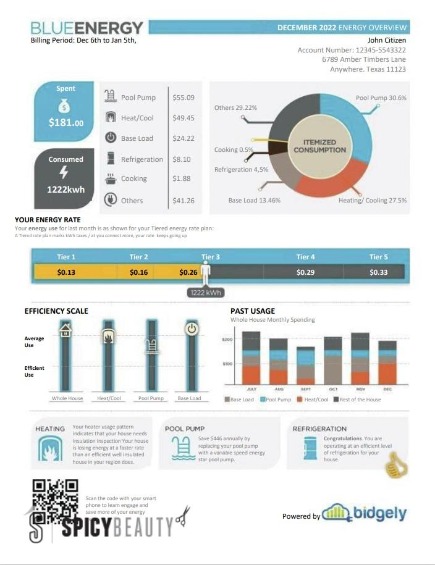 BLUEENERGY
DECEMBER 2022 ENERGY OVERVIEW
Billing Period: Dec 6th to Jan 5th,
John Citizen
Account Number: 12345-5543322
6789 Amber Timbers Lane
Anywhere, Texas 11123
Spent
$181.00
Consumed
1222kwh
Pool Pump $55.09
Heat/Cool $49.45
Base Load $24.22
Refrigeration $8.10
Cooking $1.88
Others $41.26
Others 29.22%
Pool Pump 30.6%
Cooking 0.5%
Refrigeration 4.5%
Base Load 13.46%
Heating/ Cooling 27.5%
ITEMIZED
CONSUMPTION
YOUR ENERGY RATE
Your energy use for last month is as shown for your Tiered energy rate plan:
Tier 1 Tier 2 Tier 3 Tier 4 Tier 5
$0.13 $0.16 $0.26 $0.29 $0.33
1222 kWh
EFFICIENCY SCALE
Average
Use
Efficient
Use
Whole House Heat/Cool Pool Pump Base Load
PAST USAGE
Whole House Monthly Spending
JULY AUG SEPT OCT NOV DEC
Base Load Pool Pump Heat/Cool Rest of the House
HEATING
Your heater usage pattern
indicates that your house needs
insulation inspection Your house
is losing energy at a faster rate
than an efficient well insulated
house in your region does.
POOL PUMP
Save $446 annually by
replacing your pool
pump with a variable speed energy
star pool pump.
REFRIGERATION
Congratulations. You are
operating at an efficient level
of refrigeration for your
house
Scan the code with your smart
phone to learn engage and
save more of your energy
SPICYBEAUTY
Powered by bidgely